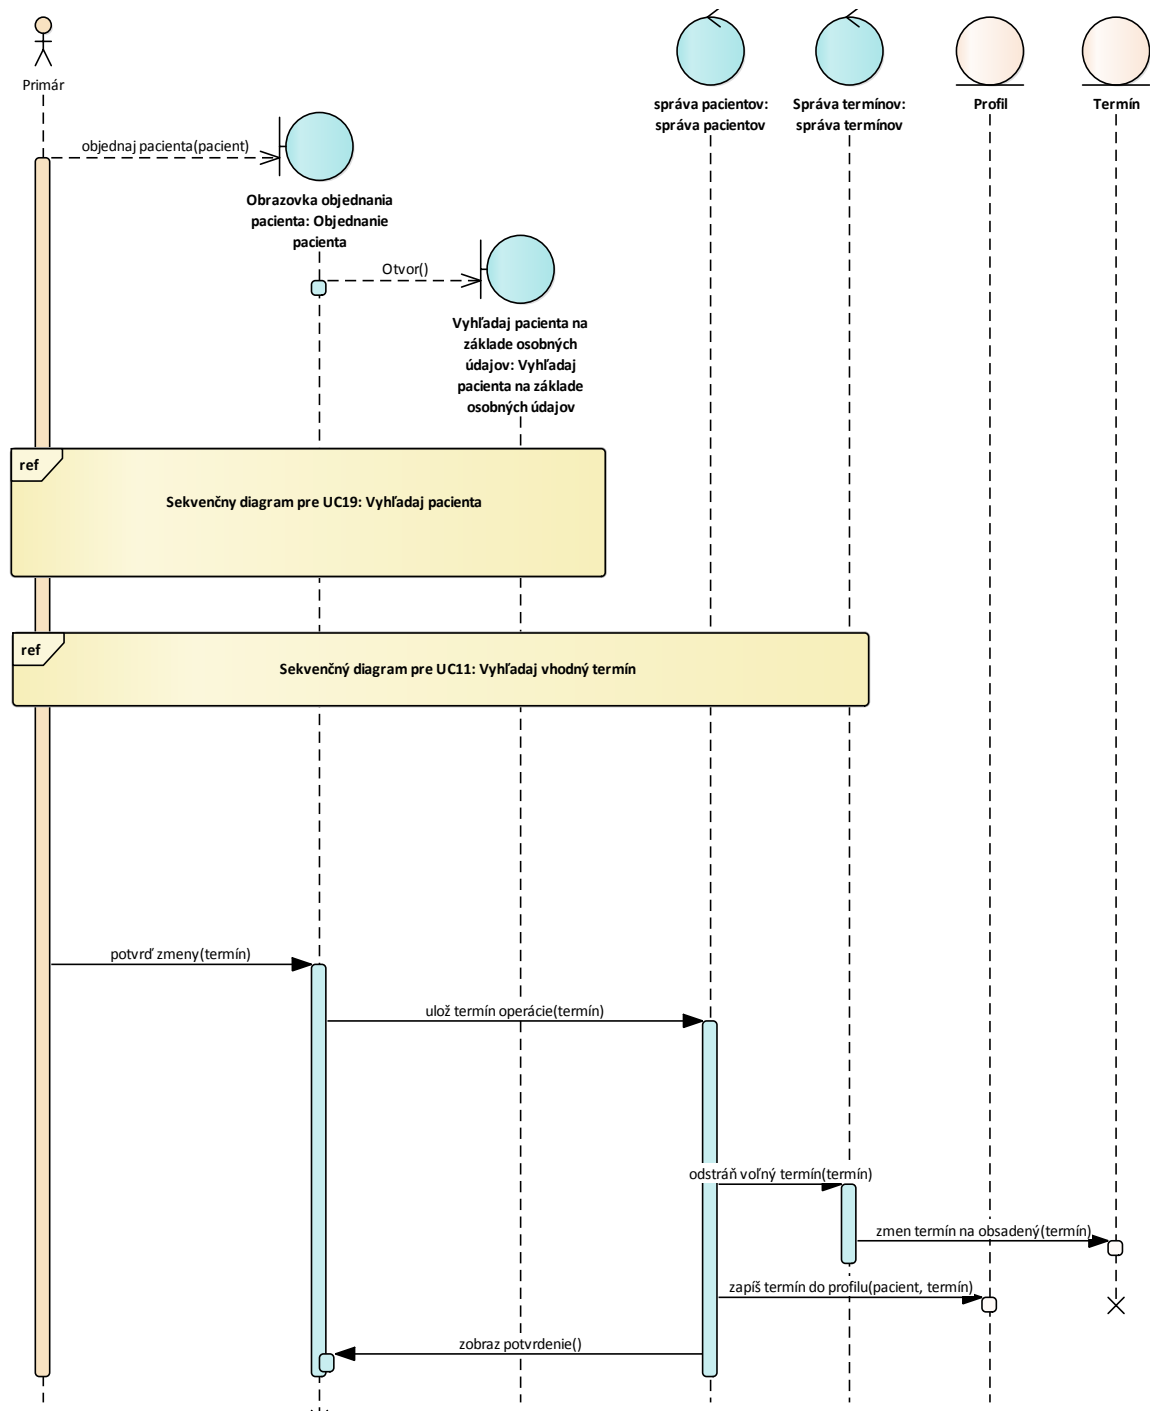 Primár
správa pacientov:
správa pacientov
Správa termínov:
správa termínov
Profil
Termín
objednaj pacienta(pacient)
Obrazovka objednania
pacienta: Objednanie
pacienta
Otvor()
Vyhľadaj pacienta na
základe osobných
údajov: Vyhľadaj
pacienta na základe
osobných údajov
ref
Sekvenčny diagram pre UC19: Vyhľadaj pacienta
ref
Sekvenčný diagram pre UC11: Vyhľadaj vhodný termín
potvrď zmeny(termín)
ulož termín operácie(termín)
odstráň voľný termín(termín)
zmen termín na obsadený(termín)
zapíš termín do profilu(pacient, termín)
zobraz potvrdenie()